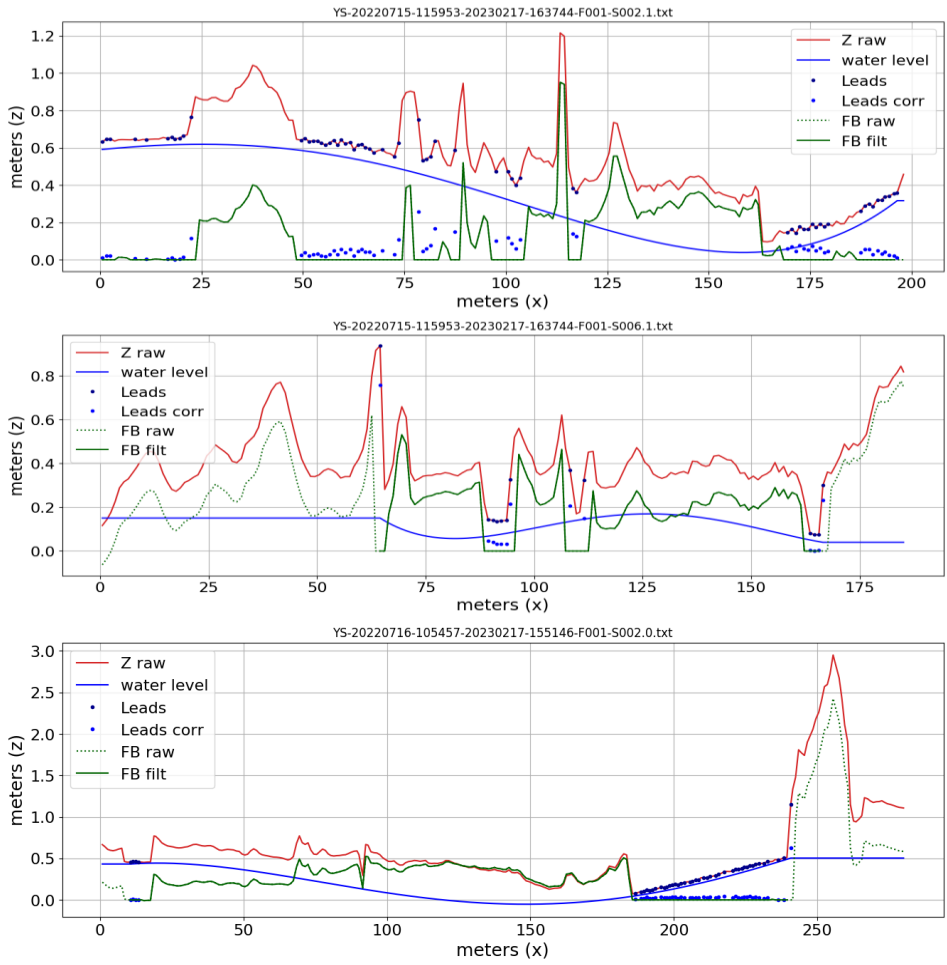 YS-20220715-115953-20230217-163744-F001-S002.1.txt
meters (z)
1.2
1.0
0.8
0.6
0.4
0.2
0.0
Z raw
water level
Leads
Leads corr
FB raw
FB filt
0 25 50 75 100 125 150 175 200
meters (x)
YS-20220715-115953-20230217-163744-F001-S006.1.txt
meters (z)
0.8
0.6
0.4
0.2
0.0
Z raw
water level
Leads
Leads corr
FB raw
FB filt
0 25 50 75 100 125 150 175
meters (x)
YS-20220716-105457-20230217-155146-F001-S002.0.txt
meters (z)
3.0
2.5
2.0
1.5
1.0
0.5
0.0
Z raw
water level
Leads
Leads corr
FB raw
FB filt
0 50 100 150 200 250
meters (x)